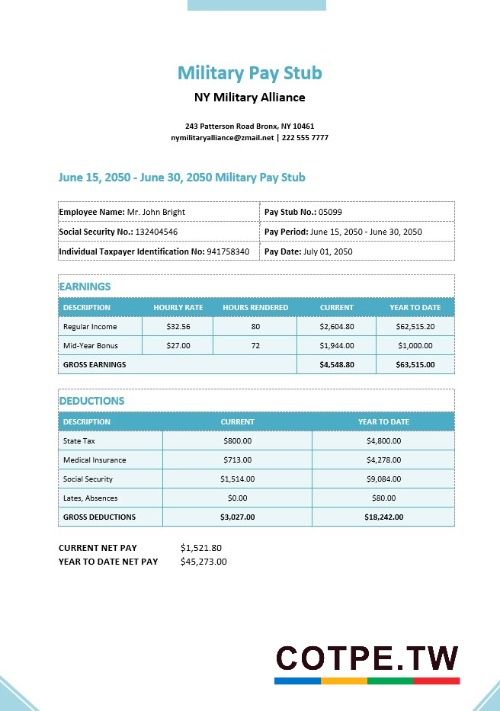 Military Pay Stub
NY Military Alliance
243 Patterson Road Bronx, NY 10461
nymilitaryalliance@zmail.net | 222 555 7777
June 15, 2050 - June 30, 2050 Military Pay Stub
Employee Name: Mr. John Bright Pay Stub No.: 05099
Social Security No.: 132404546 Pay Period: June 15, 2050 - June 30, 2050
Individual Taxpayer Identification No: 941758340 Pay Date: July 01, 2050
EARNINGS
DESCRIPTION HOURLY RATE HOURS RENDERED CURRENT YEAR TO DATE
Regular Income $32.56 80 $2,604.80 $62,515.20
Mid-Year Bonus $27.00 72 $1,944.00 $1,000.00
GROSS EARNINGS $4,548.80 $63,515.00
DEDUCTIONS
DESCRIPTION CURRENT YEAR TO DATE
State Tax $800.00 $4,800.00
Medical Insurance $713.00 $4,278.00
Social Security $1,514.00 $9,084.00
Lates, Absences $0.00 $80.00
GROSS DEDUCTIONS $3,027.00 $18,242.00
CURRENT NET PAY $1,521.80
YEAR TO DATE NET PAY $45,273.00
COTPE.TW